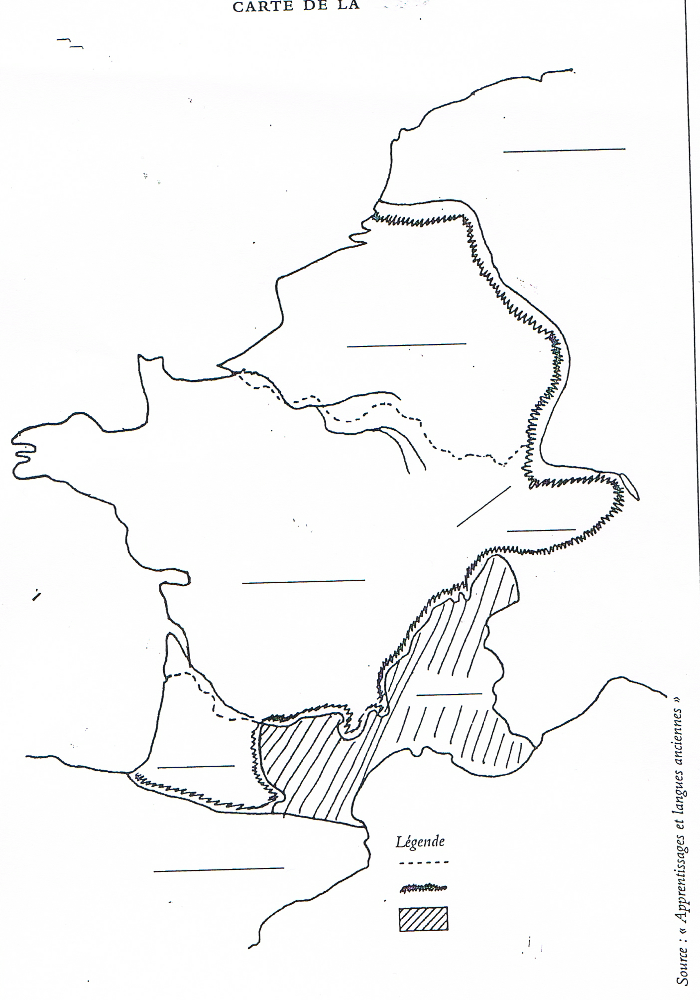 CARTE DE LA
Légende
Source : « Apprentissages et langues anciennes »